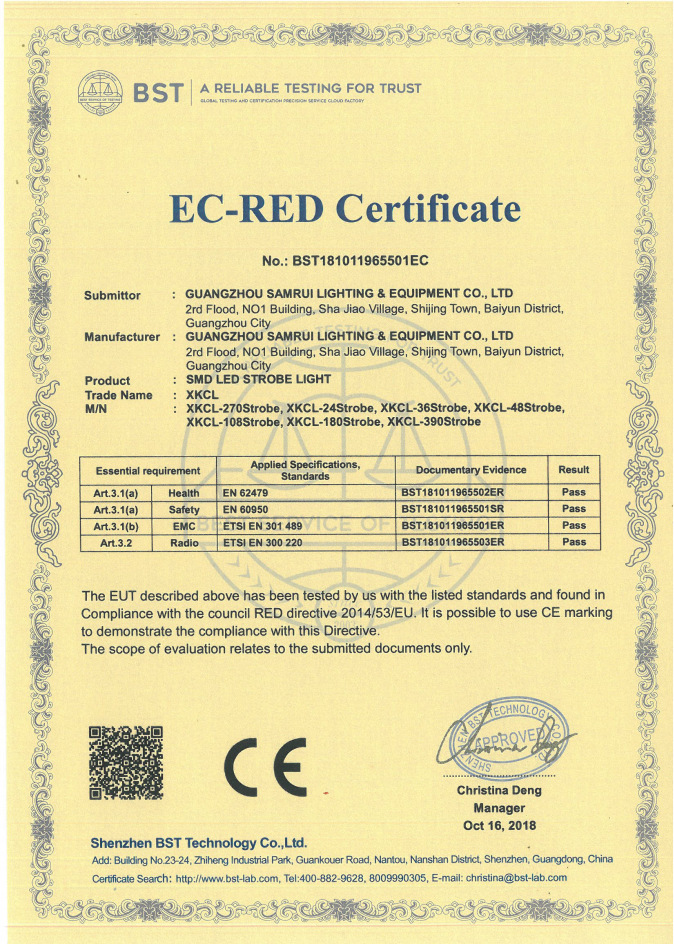 BEST SERVICE OF TESTING
BST
A RELIABLE TESTING FOR TRUST
GLOBAL TESTING AND CERTIFICATION PRECISION SERVICE CLOUD FACTORY
EC-RED Certificate
No.: BST181011965501EC
Submittor : GUANGZHOU SAMRUI LIGHTING & EQUIPMENT CO., LTD
2rd Flood, NO1 Building, Sha Jiao Village, Shijing Town, Baiyun District,
Guangzhou City
Manufacturer : GUANGZHOU SAMRUI LIGHTING & EQUIPMENT CO., LTD
2rd Flood, NO1 Building, Sha Jiao Village, Shijing Town, Baiyun District,
Guangzhou City
Product : SMD LED STROBE LIGHT
Trade Name : XKCL
M/N : XKCL-270Strobe, XKCL-24Strobe, XKCL-36Strobe, XKCL-48Strobe,
XKCL-108Strobe, XKCL-180Strobe, XKCL-390Strobe
Essential requirement Applied Specifications, Standards Documentary Evidence Result
Art.3.1(a) Health EN 62479 BST181011965502ER Pass
Art.3.1(a) Safety EN 60950 BST181011965501SR Pass
Art.3.1(b) EMC ETSI EN 301 489 BST181011965501ER Pass
Art.3.2 Radio ETSI EN 300 220 BST181011965503ER Pass
The EUT described above has been tested by us with the listed standards and found in
Compliance with the council RED directive 2014/53/EU. It is possible to use CE marking
to demonstrate the compliance with this Directive.
The scope of evaluation relates to the submitted documents only.
CE
SHENZHEN BST TECHNOLOGY CO., LTD.
APPROVED
Christina Deng
Manager
Oct 16, 2018
Shenzhen BST Technology Co.,Ltd.
Add: Building No.23-24, Zhiheng Industrial Park, Guankouer Road, Nantou, Nanshan District, Shenzhen, Guangdong, China
Certificate Search: http://www.bst-lab.com, Tel:400-882-9628, 8009990305, E-mail: christina@bst-lab.com